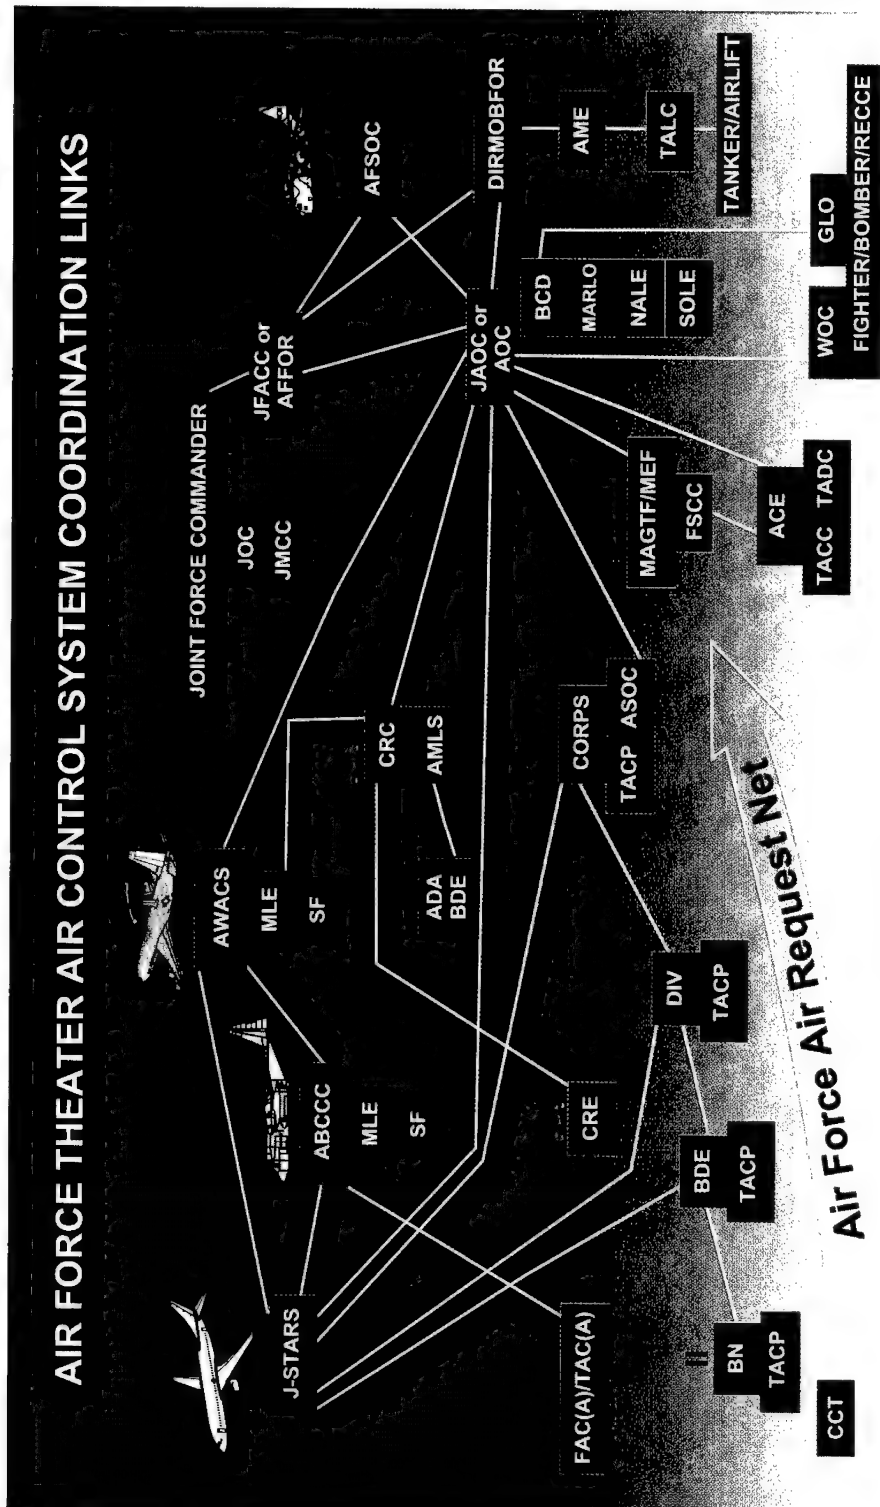 AIR FORCE THEATER AIR CONTROL SYSTEM COORDINATION LINKS
J-STARS
AWACS
MLE
SF
ABCCC
MLE
SF
JOINT FORCE COMMANDER
JOC
JMCC
JFACC or
AFFOR
AFSOC
CRC
AMLS
ADA
BDE
JAOC or
AOC
DIRMOBFOR
BCD
MARLO
NALE
SOLE
AME
TALC
TANKER/AIRLIFT
FAC(A)/TAC(A)
CRE
CORPS
TACP ASOC
MAGTF/MEF
FSCC
DIV
TACP
BDE
TACP
BN
TACP
CCT
ACE
TACC TADC
WOC
GLO
FIGHTER/BOMBER/RECCE
Air Force Air Request Net